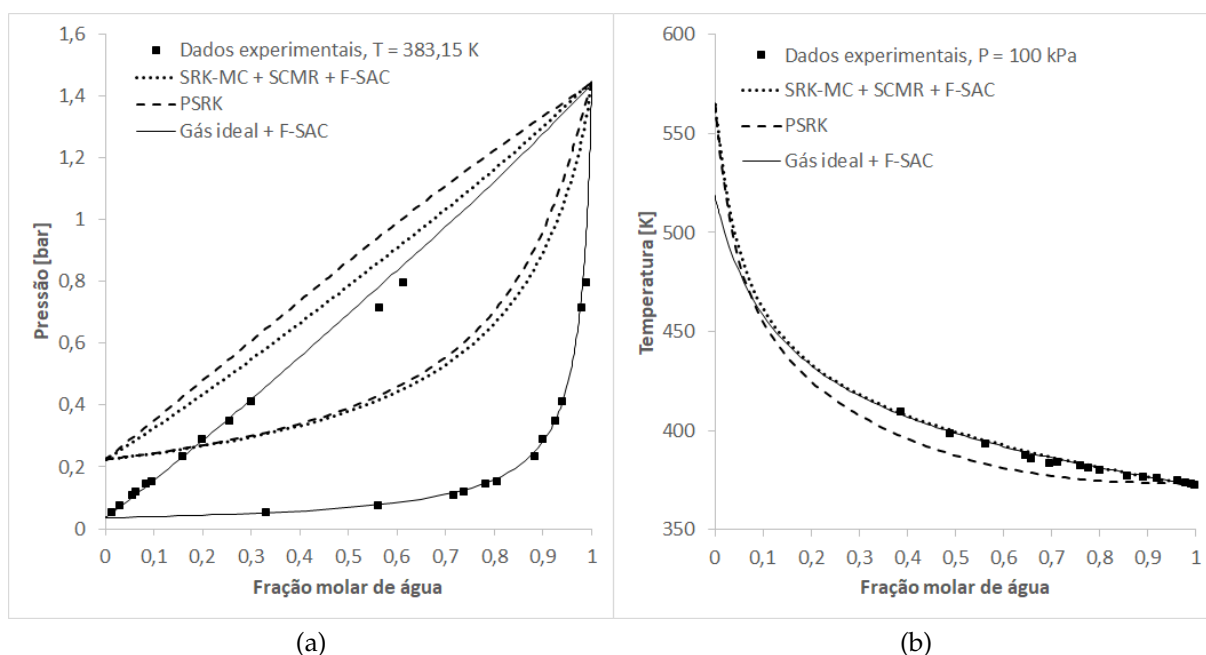 1,6
1,4
1,2
1
0,8
0,6
0,4
0,2
0
Pressão [bar]
Dados experimentais, T = 383,15 K
SRK-MC + SCMR + F-SAC
PSRK
Gás ideal + F-SAC
0 0,1 0,2 0,3 0,4 0,5 0,6 0,7 0,8 0,9 1
Fração molar de água
(a)
600
550
500
450
400
350
Temperatura [K]
Dados experimentais, P = 100 kPa
SRK-MC + SCMR + F-SAC
PSRK
Gás ideal + F-SAC
0 0,1 0,2 0,3 0,4 0,5 0,6 0,7 0,8 0,9 1
Fração molar de água
(b)